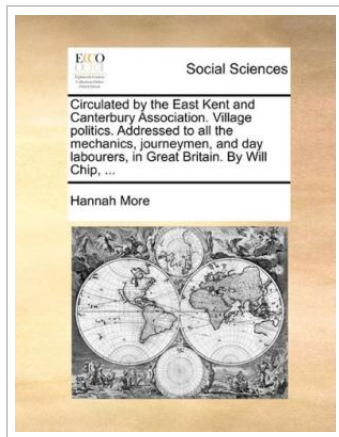 ECCO
Social Sciences
Circulated by the East Kent and
Canterbury Association. Village
politics. Addressed to all the
mechanics, journeymen, and day
labourers, in Great Britain. By Will
Chip, ...
Hannah More